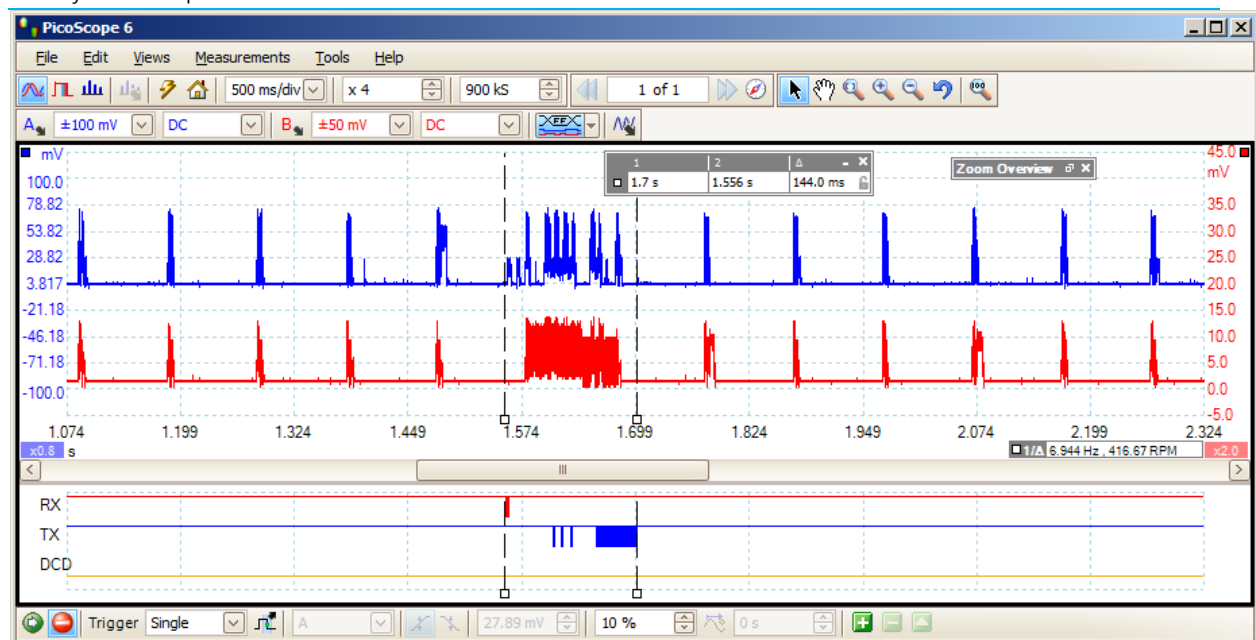 PicoScope 6
File Edit Views Measurements Tools Help
500 ms/div x 4 900 kS 1 of 1
A ±100 mV DC B ±50 mV DC
mV 45.0
mV
100.0
78.82 35.0
53.82 30.0
28.82 25.0
3.817 20.0
-21.18 15.0
-46.18 10.0
-71.18 5.0
-100.0 0.0
-5.0
1 2 Δ
1.7 s 1.556 s 144.0 ms
Zoom Overview
1.074 1.199 1.324 1.449 1.574 1.699 1.824 1.949 2.074 2.199 2.324
x0.8 s 1/Δ 6.944 Hz , 416.67 RPM x2.0
RX
TX
DCD
Trigger Single A 27.89 mV 10 % 0 s